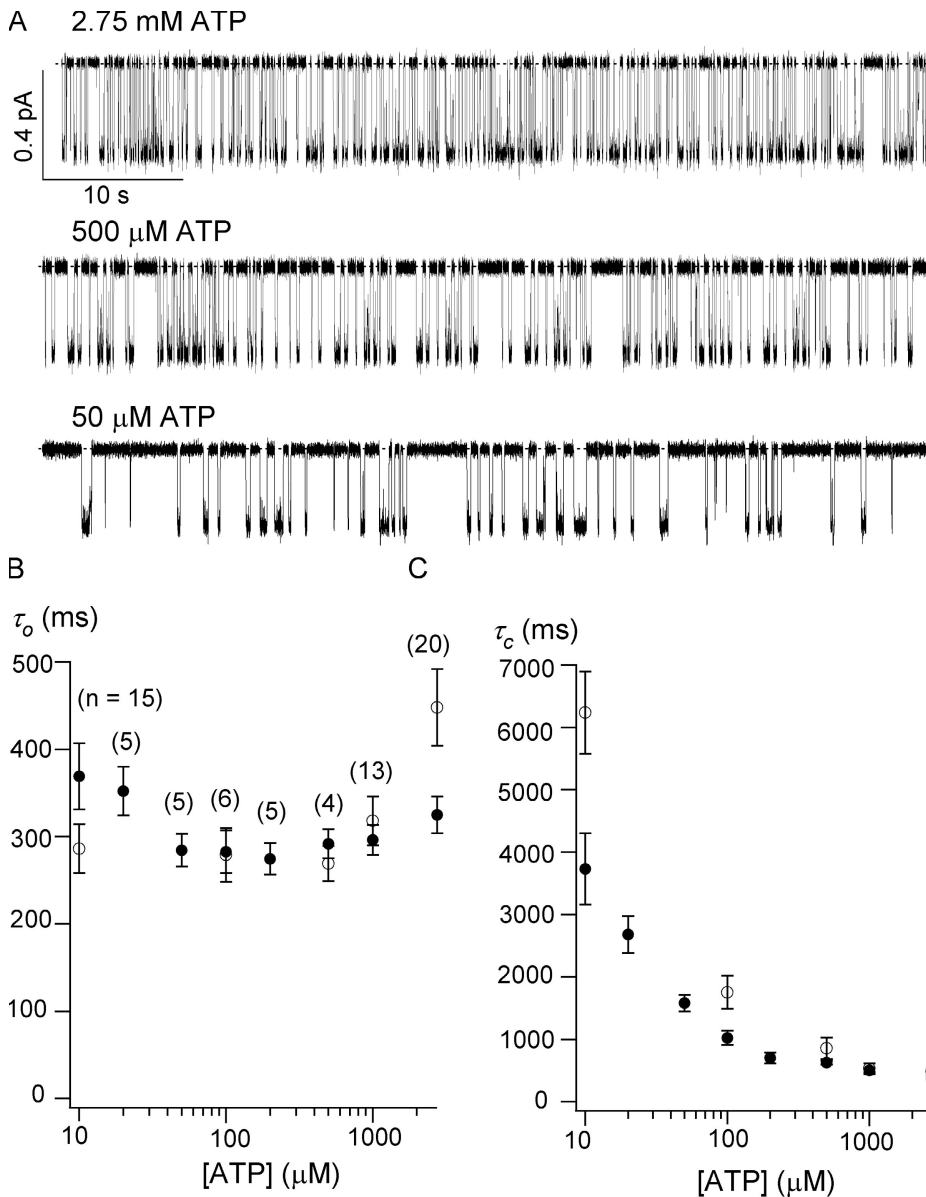 A
2.75 mM ATP
0.4 pA
10 s
500 μM ATP
50 μM ATP
B
τo (ms)
500
400
300
200
100
0
(n = 15)
(5)
(5)
(6)
(5)
(4)
(13)
(20)
10
100
1000
[ATP] (μM)
C
τc (ms)
7000
6000
5000
4000
3000
2000
1000
0
10
100
1000
[ATP] (μM)